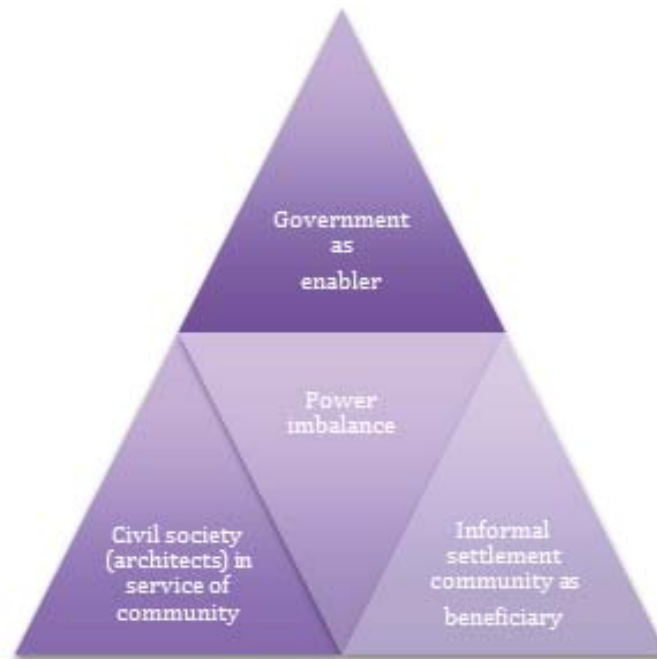 Government
as
enabler
Power
imbalance
Civil society
(architects) in
service of
community
Informal
settlement
community as
beneficiary